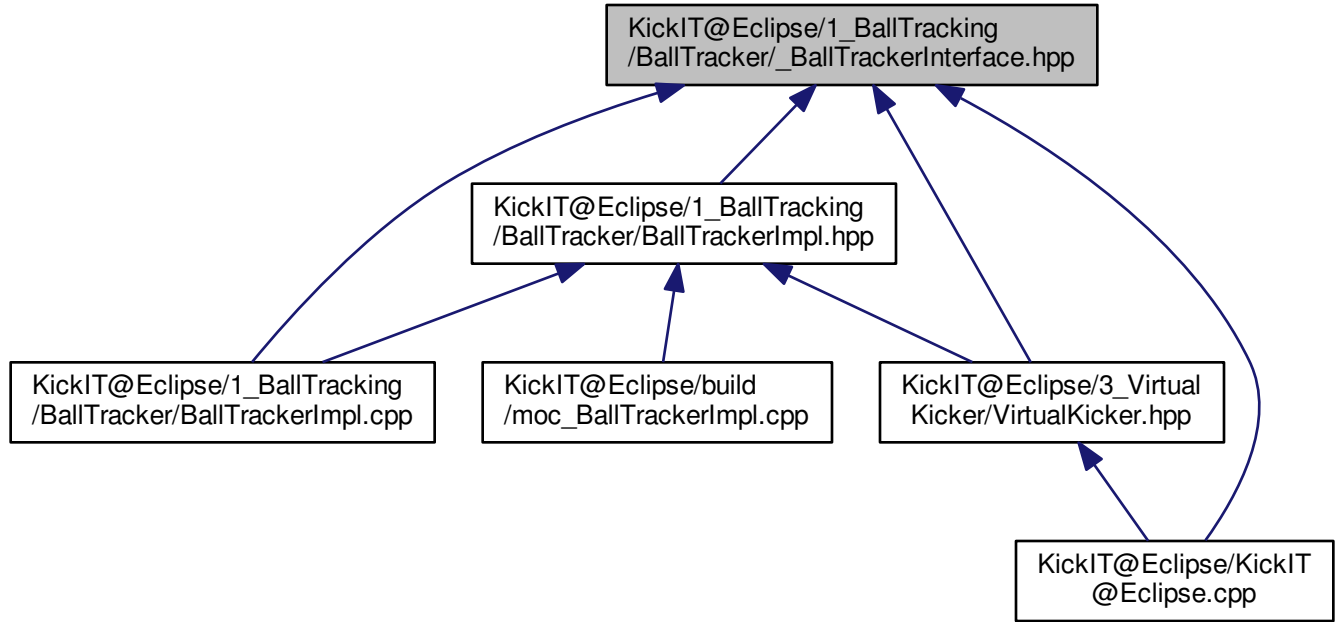 KickIT@Eclipse/1_BallTracking
/BallTracker/_BallTrackerInterface.hpp
KickIT@Eclipse/1_BallTracking
/BallTracker/BallTrackerImpl.hpp
KickIT@Eclipse/1_BallTracking
/BallTracker/BallTrackerImpl.cpp
KickIT@Eclipse/build
/moc_BallTrackerImpl.cpp
KickIT@Eclipse/3_Virtual
Kicker/VirtualKicker.hpp
KickIT@Eclipse/KickIT
@Eclipse.cpp